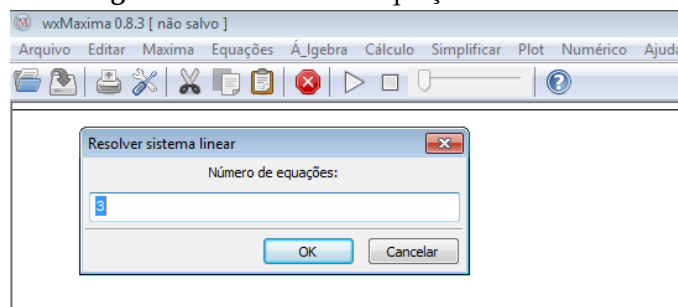 wxMaxima 0.8.3 [ não salvo ]
Arquivo Editar Maxima Equações Á_lgebra Cálculo Simplificar Plot Numérico Ajuda
Resolver sistema linear
Número de equações:
3
OK Cancelar